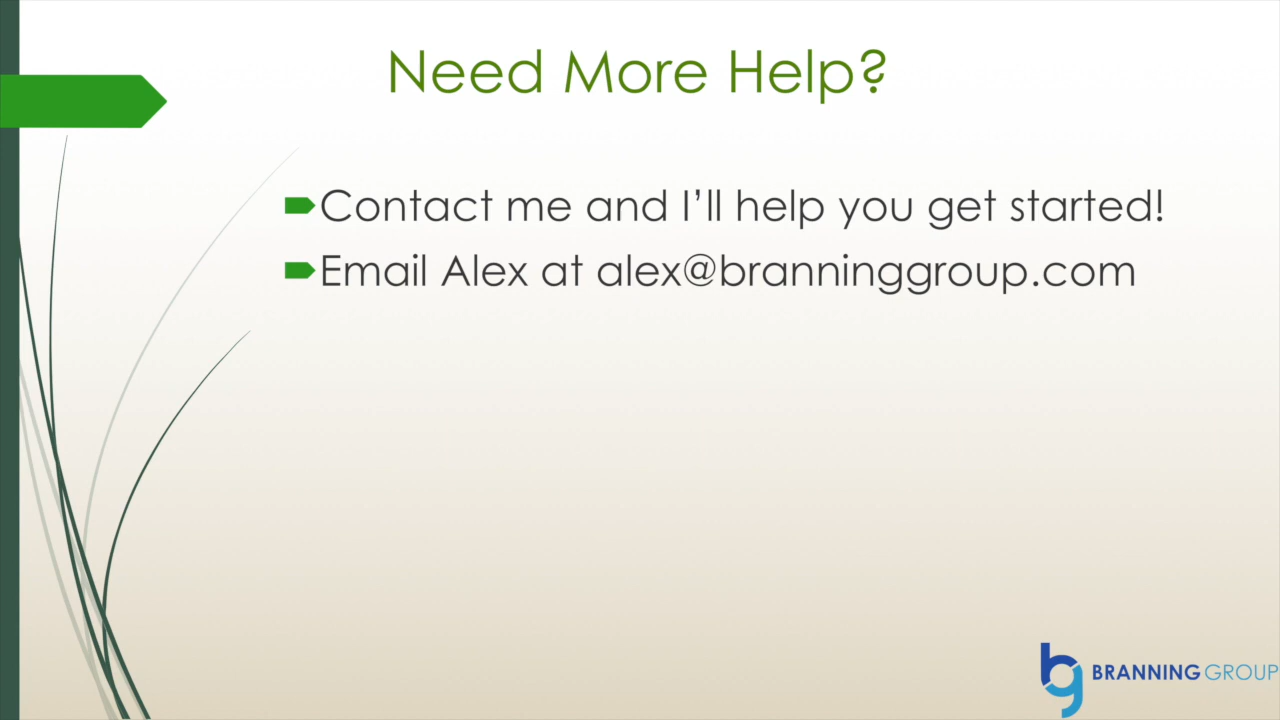 Need More Help?
Contact me and I’ll help you get started!
Email Alex at alex@branninggroup.com
bg BRANNING GROUP